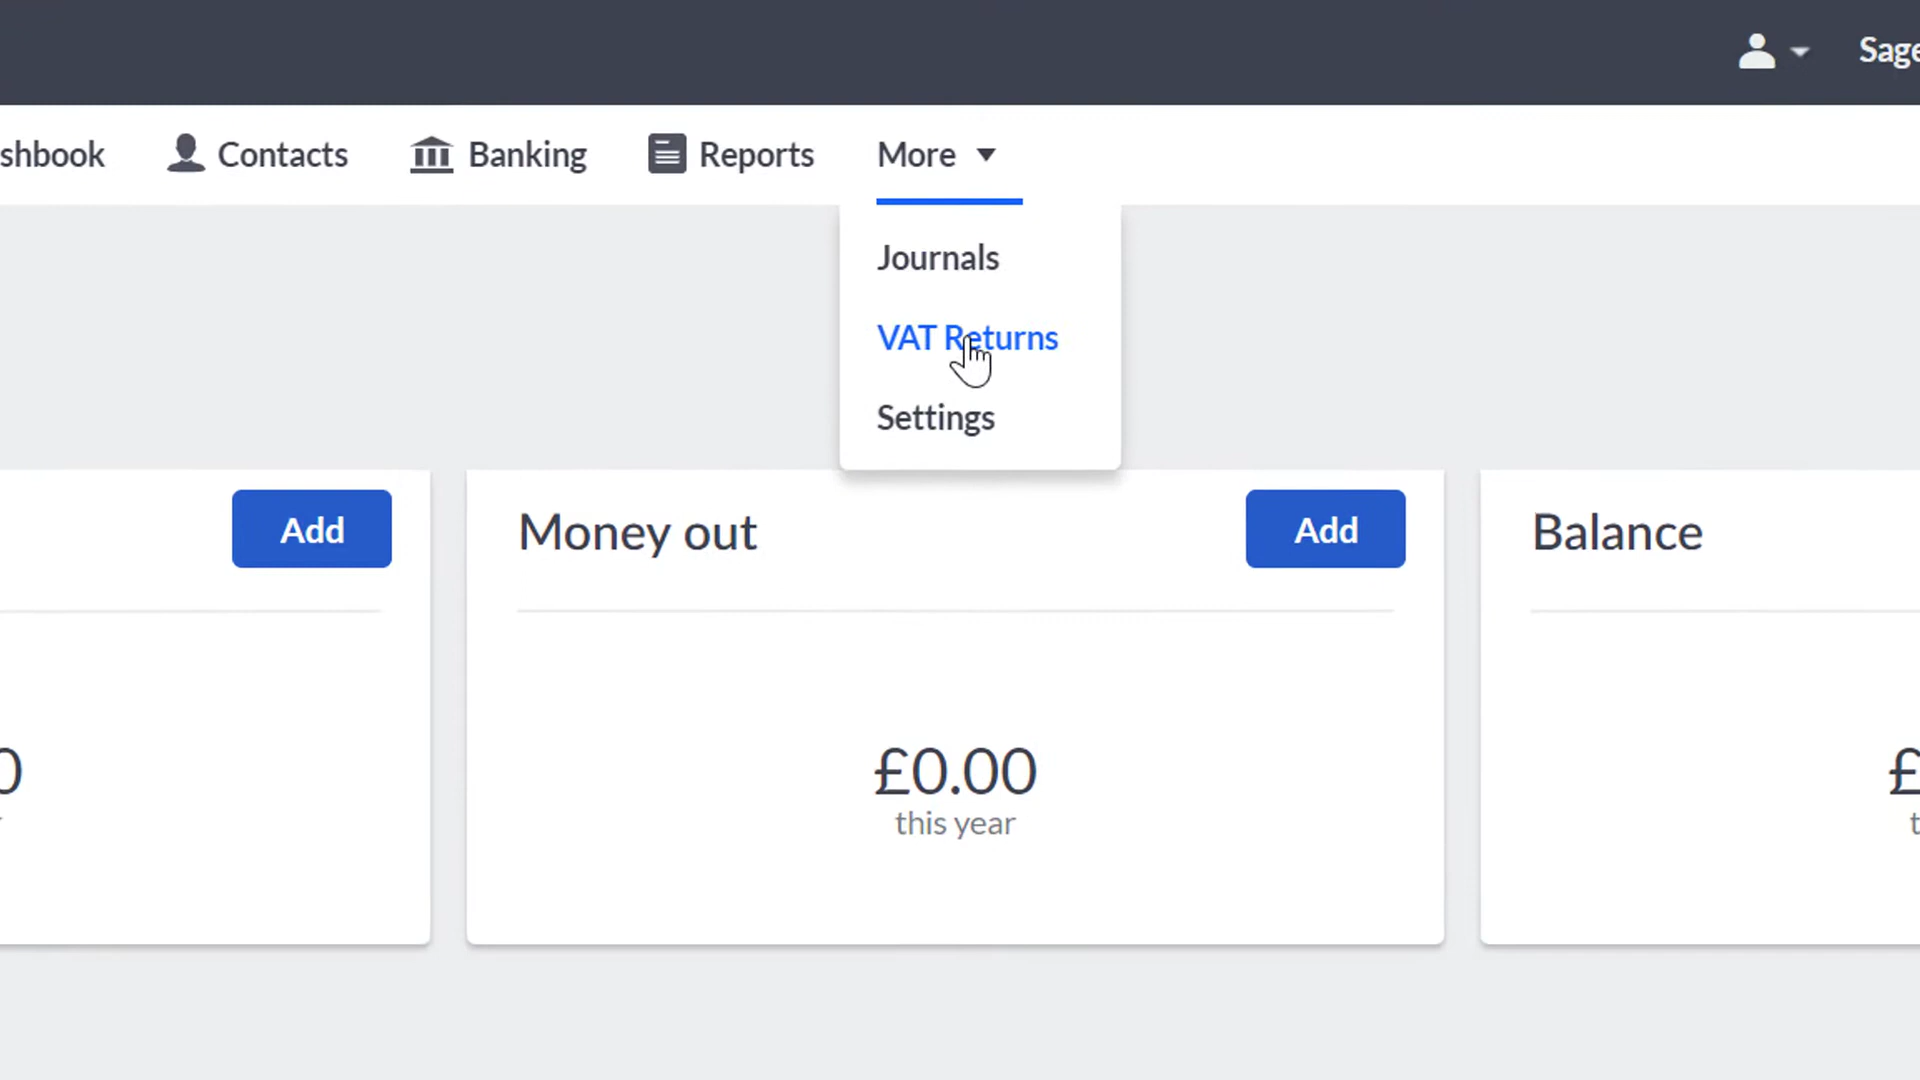 Sage
shbook Contacts Banking Reports More
Journals
VAT Returns
Settings
Add Money out Add Balance
0 £0.00 £
this year t